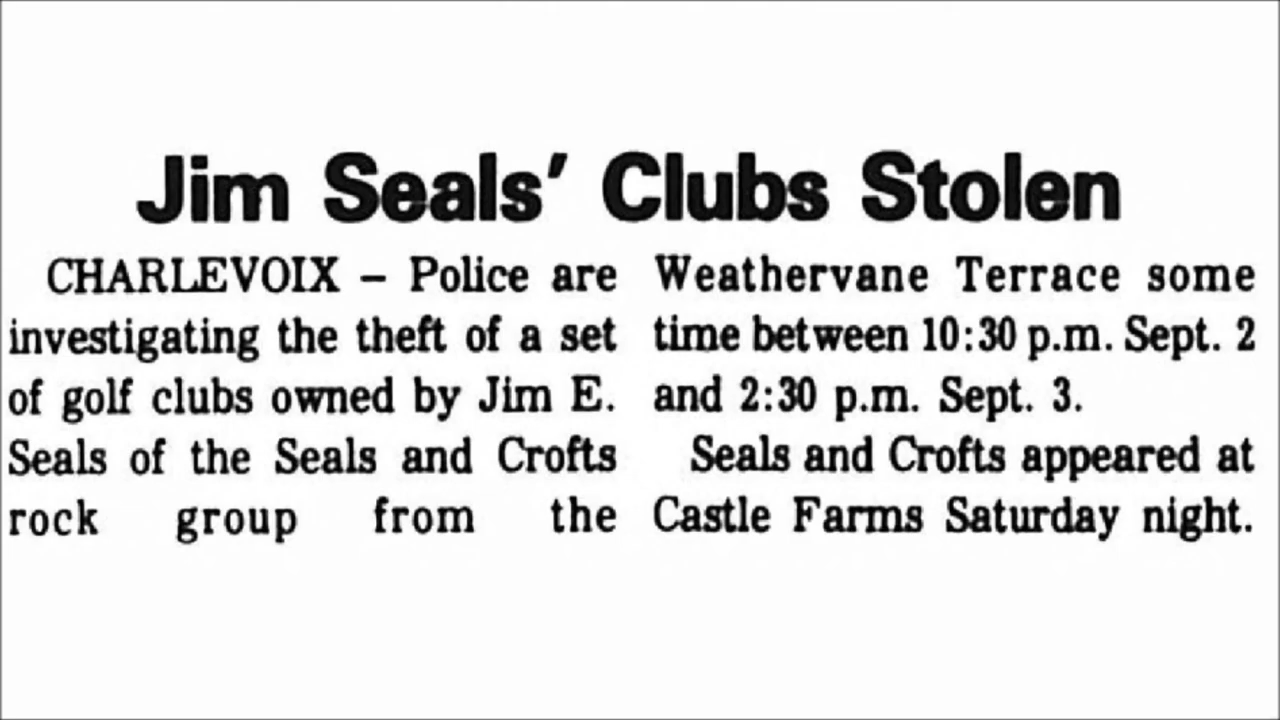 Jim Seals' Clubs Stolen
CHARLEVOIX – Police are
investigating the theft of a set
of golf clubs owned by Jim E.
Seals of the Seals and Crofts
rock group from the
Weathervane Terrace some
time between 10:30 p.m. Sept. 2
and 2:30 p.m. Sept. 3.
Seals and Crofts appeared at
Castle Farms Saturday night.